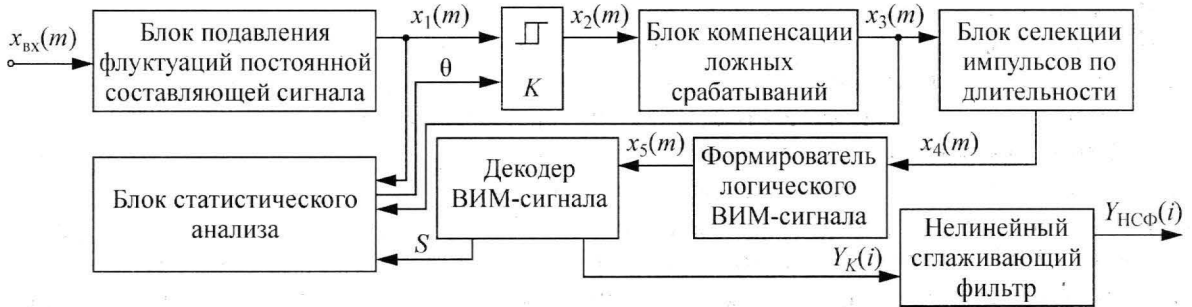 x_вх(m)
Блок подавления
флуктуаций постоянной
составляющей сигнала
x_1(m)
θ
K
x_2(m)
Блок компенсации
ложных
срабатываний
x_3(m)
Блок селекции
импульсов по
длительности
x_4(m)
Формирователь
логического
ВИМ-сигнала
x_5(m)
Декодер
ВИМ-сигнала
Блок статистического
анализа
S
Y_K(i)
Нелинейный
сглаживающий
фильтр
Y_НСФ(i)